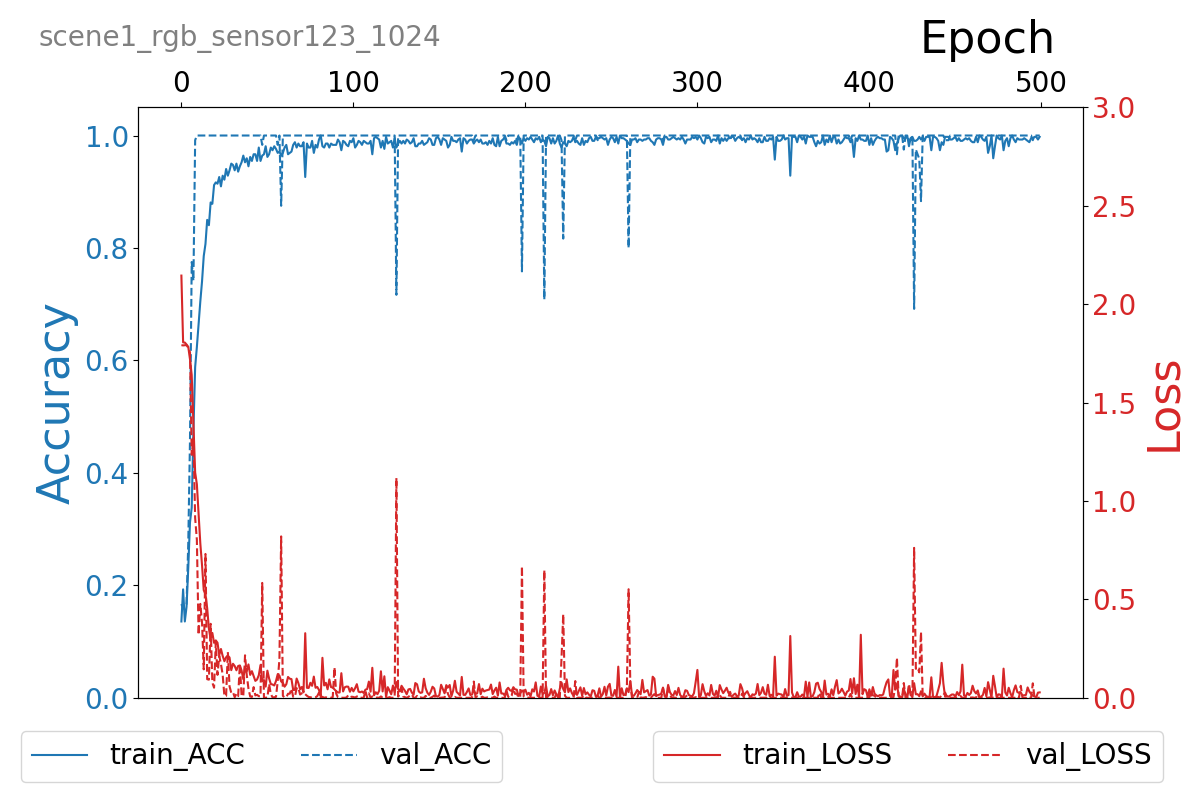 scene1_rgb_sensor123_1024
Epoch
0 100 200 300 400 500
1.0
0.8
0.6
0.4
0.2
0.0
Accuracy
3.0
2.5
2.0
1.5
1.0
0.5
0.0
Loss
train_ACC val_ACC
train_LOSS val_LOSS